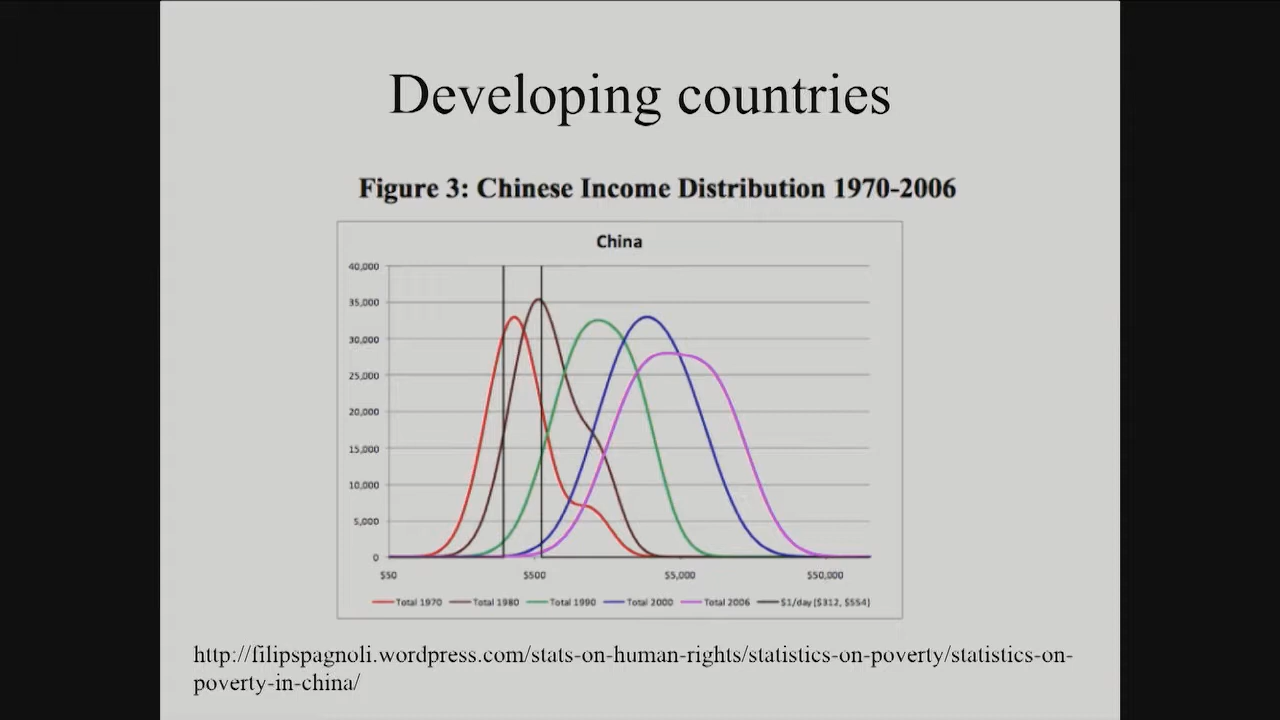 Developing countries
Figure 3: Chinese Income Distribution 1970-2006
China
40,000
35,000
30,000
25,000
20,000
15,000
10,000
5,000
0
$50 $500 $5,000 $50,000
Total 1970 Total 1980 Total 1990 Total 2000 Total 2006 $1/day ($312, $554)
http://filipspagnoli.wordpress.com/stats-on-human-rights/statistics-on-poverty/statistics-on-
poverty-in-china/